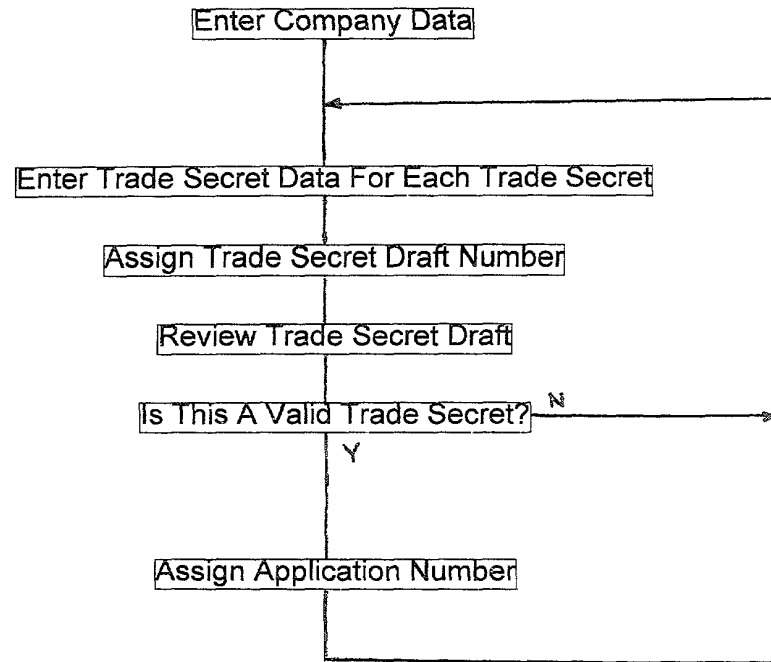 Enter Company Data
Enter Trade Secret Data For Each Trade Secret
Assign Trade Secret Draft Number
Review Trade Secret Draft
Is This A Valid Trade Secret?
N
Y
Assign Application Number